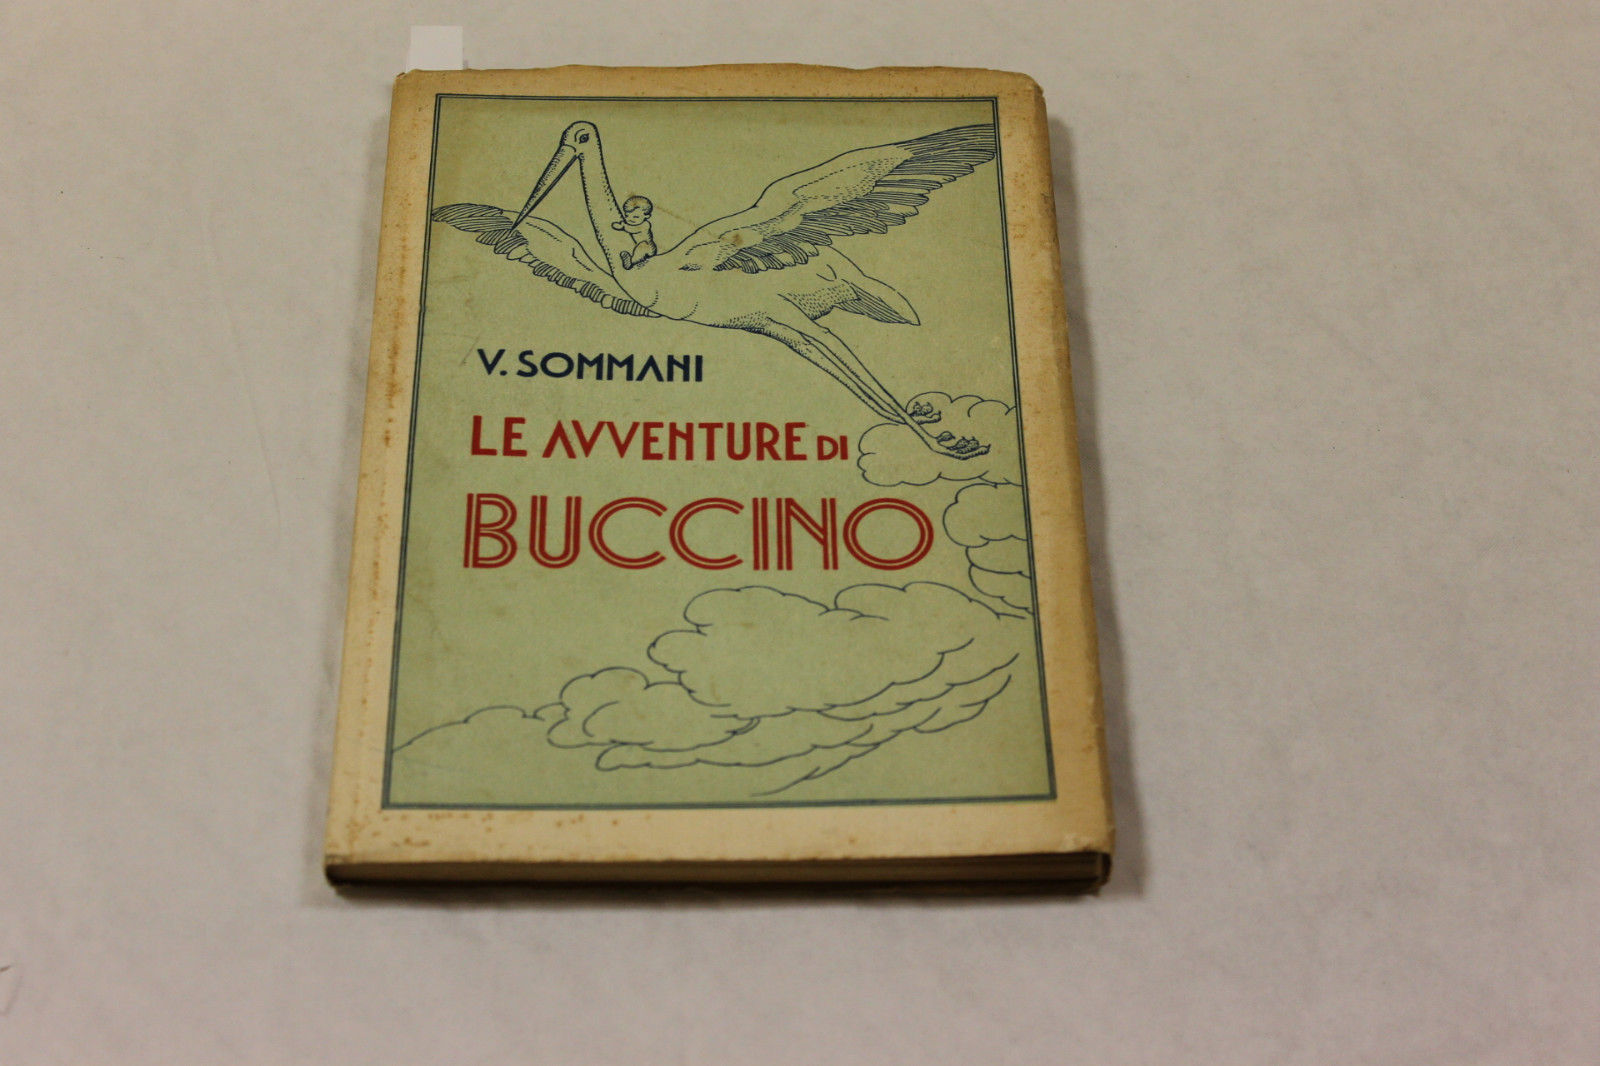 V. SOMMANI
LE AVVENTURE DI
BUCCINO